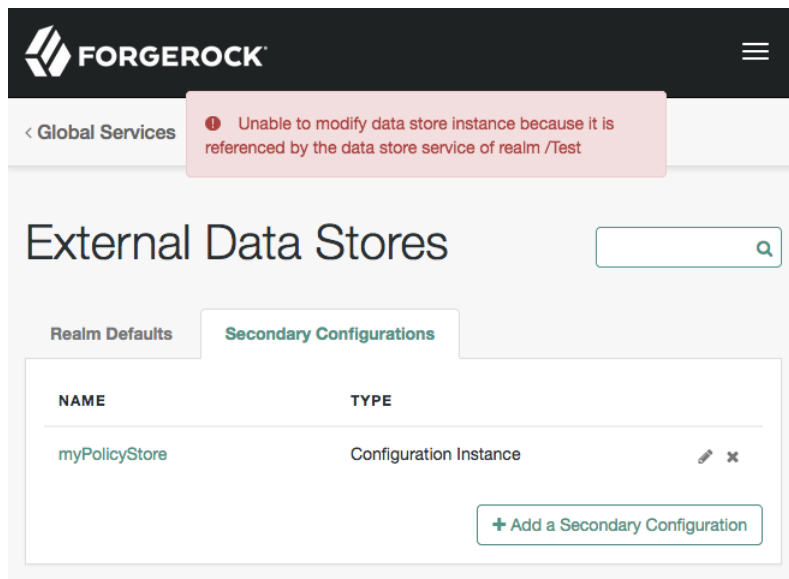 FORGEROCK
< Global Services
Unable to modify data store instance because it is
referenced by the data store service of realm /Test
External Data Stores
Realm Defaults
Secondary Configurations
NAME TYPE
myPolicyStore Configuration Instance
+ Add a Secondary Configuration